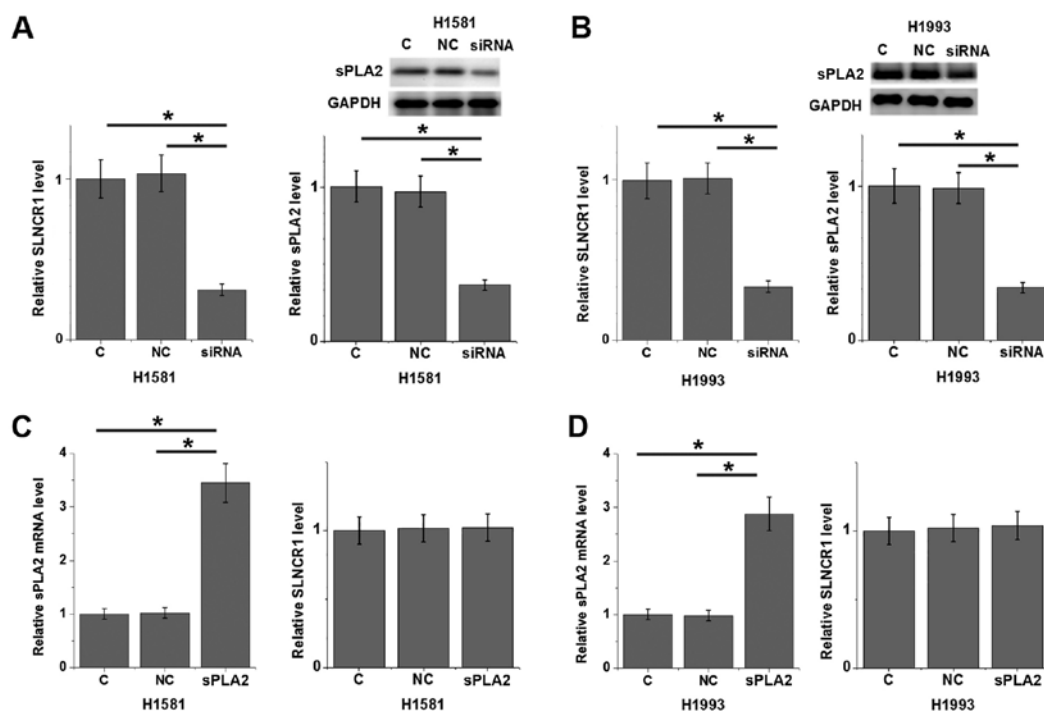 A
H1581
C NC siRNA
sPLA2
GAPDH
Relative SLNCR1 level
1
0
*
*
C NC siRNA
H1581
Relative sPLA2 level
1
0
*
*
C NC siRNA
H1581
B
H1993
C NC siRNA
sPLA2
GAPDH
Relative SLNCR1 level
1
0
*
*
C NC siRNA
H1993
Relative sPLA2 level
1
0
*
*
C NC siRNA
H1993
C
Relative sPLA2 mRNA level
4
3
2
1
0
*
*
C NC sPLA2
H1581
Relative SLNCR1 level
1
0
C NC sPLA2
H1581
D
Relative sPLA2 mRNA level
4
3
2
1
0
*
*
C NC sPLA2
H1993
Relative SLNCR1 level
1
0
C NC sPLA2
H1993